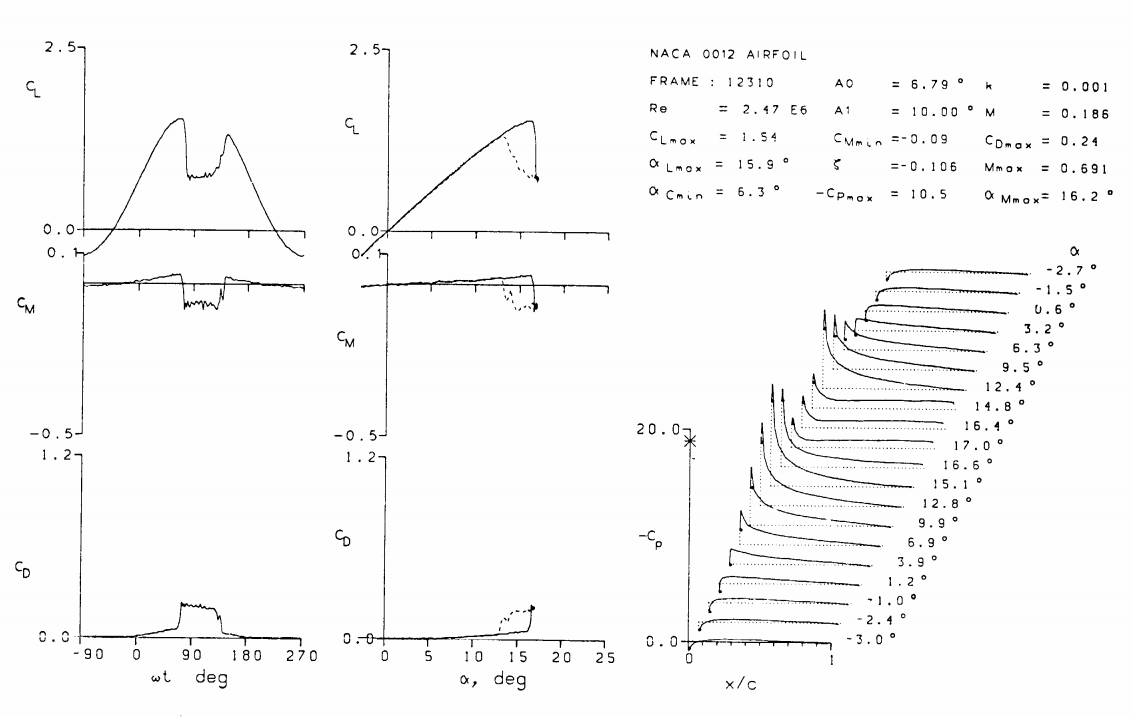 NACA 0012 AIRFOIL
FRAME : 12310 A0 = 6.79 ° k = 0.001
Re = 2.47 E6 A1 = 10.00 ° M = 0.186
CLmax = 1.54 CMmin =-0.09 CDmax = 0.24
αLmax = 15.9 ° ζ =-0.106 Mmax = 0.691
αCmin = 6.3 ° -Cpmax = 10.5 αMmax= 16.2 °
2.5
CL
0.0
0.1
CM
-0.5
1.2
CD
0.0
-90 0 90 180 270
ωt deg
2.5
CL
0.0
0.1
CM
-0.5
1.2
CD
0.0
0 5 10 15 20 25
α, deg
α
-2.7 °
-1.5 °
0.6 °
3.2 °
6.3 °
9.5 °
12.4 °
14.8 °
16.4 °
17.0 °
16.6 °
15.1 °
12.8 °
9.9 °
6.9 °
3.9 °
1.2 °
-1.0 °
-2.4 °
-3.0 °
20.0
-Cp
0.0
0 1
x/c